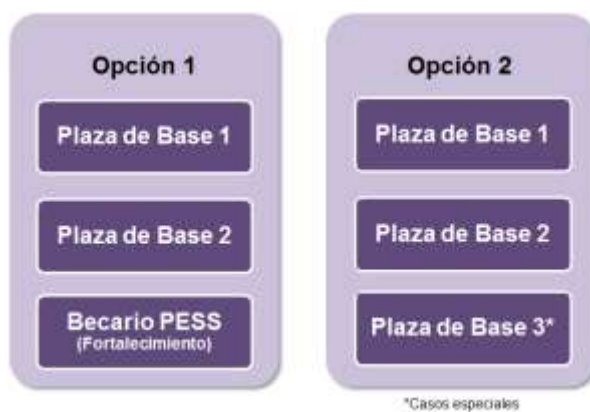 Opción 1
Plaza de Base 1
Plaza de Base 2
Becario PESS
(Fortalecimiento)
Opción 2
Plaza de Base 1
Plaza de Base 2
Plaza de Base 3*
*Casos especiales